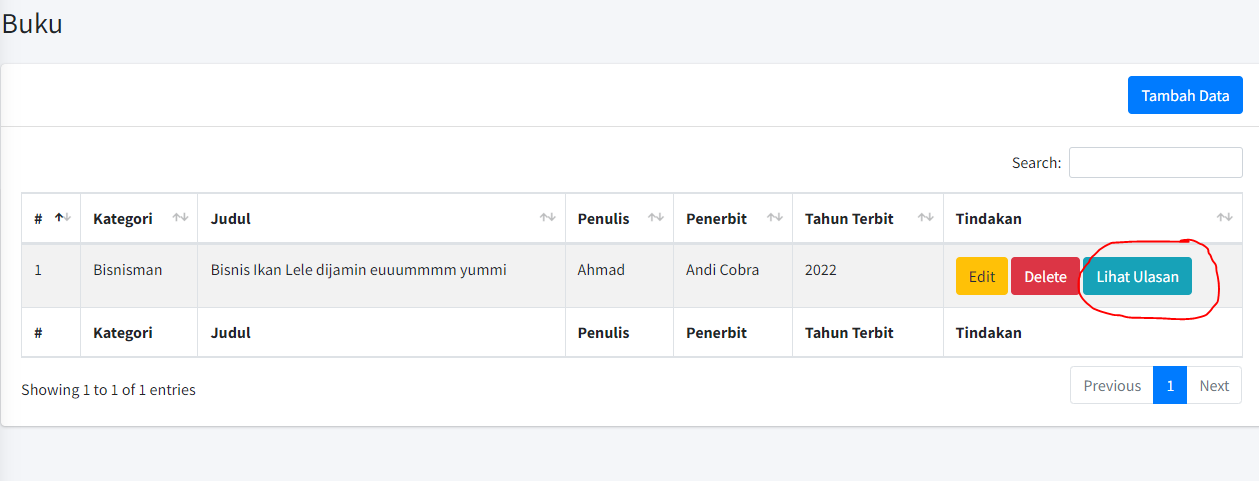 Buku
Tambah Data
Search:
# Kategori Judul Penulis Penerbit Tahun Terbit Tindakan
1 Bisnisman Bisnis Ikan Lele dijamin euuummmm yummi Ahmad Andi Cobra 2022 Edit Delete Lihat Ulasan
# Kategori Judul Penulis Penerbit Tahun Terbit Tindakan
Showing 1 to 1 of 1 entries Previous 1 Next